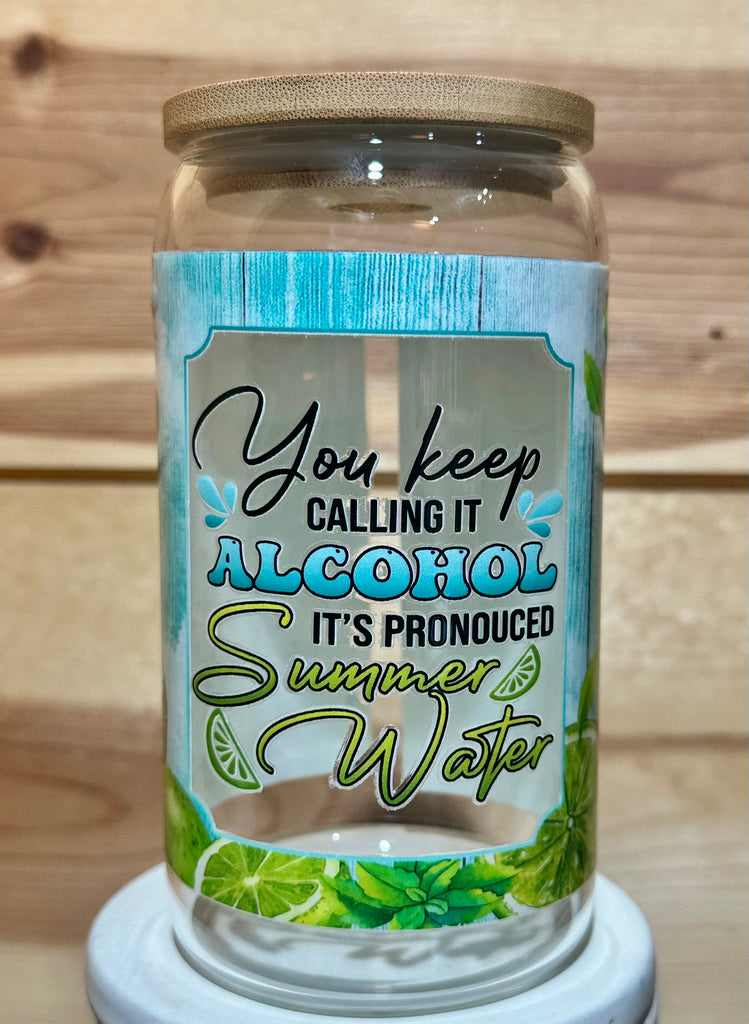 You keep
CALLING IT
ALCOHOL
IT'S PRONOUCED
Summer
Water